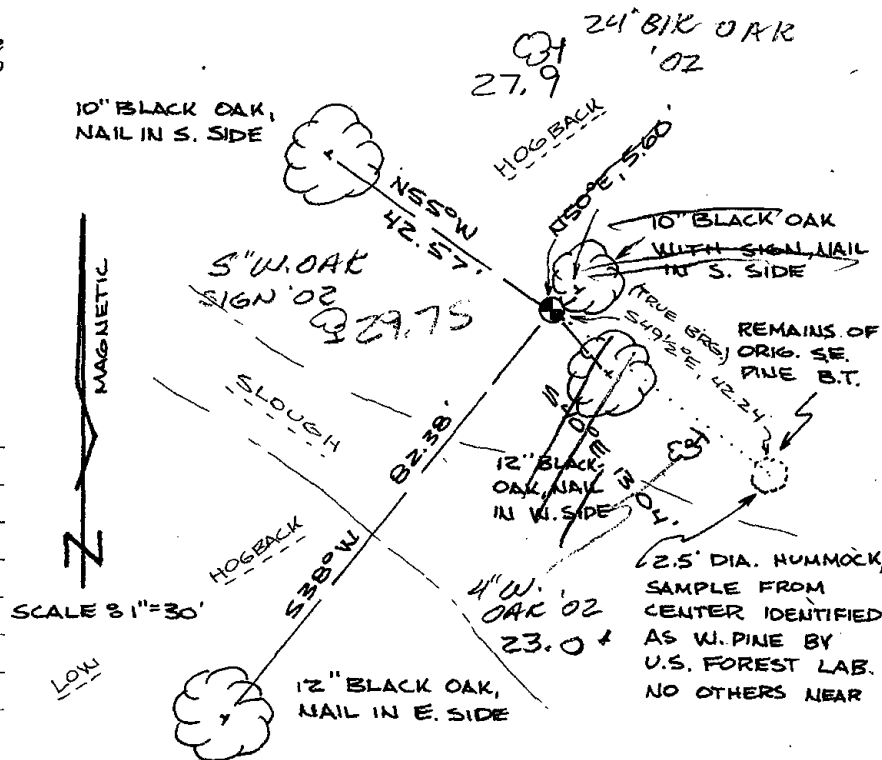 24" BLK OAK
'02
27.9
10" BLACK OAK,
NAIL IN S. SIDE
HOGBACK
N50°E, 5.60'
N55°W
42.57'
10" BLACK OAK
WITH SIGN, NAIL
IN S. SIDE
5" W. OAK
SIGN '02
29.75
MAGNETIC
(TRUE BRG.)
S49½°E, 42.24
REMAINS OF
ORIG. SE.
PINE B.T.
SLOUGH
82.38'
S38°W
12" BLACK
OAK, NAIL
IN W. SIDE
13.04'
HOGBACK
N
SCALE: 1"=30'
4" W.
OAK '02
23.0
2.5' DIA. HUMMOCK,
SAMPLE FROM
CENTER IDENTIFIED
AS W. PINE BY
U.S. FOREST LAB.
NO OTHERS NEAR
LOW
12" BLACK OAK,
NAIL IN E. SIDE